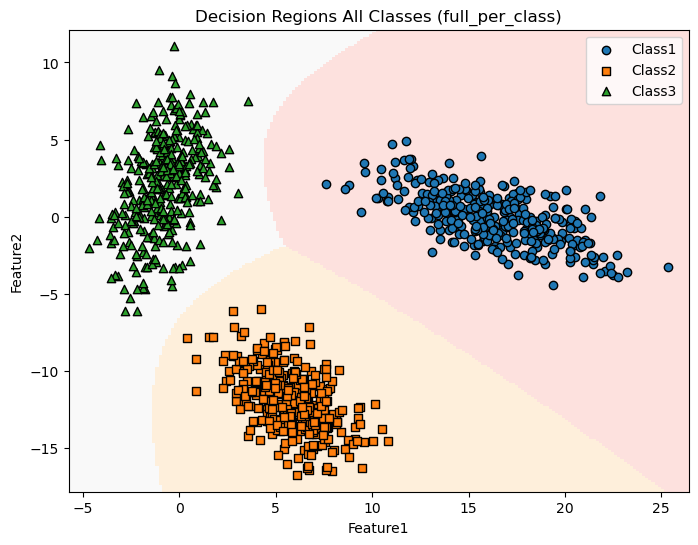 Decision Regions All Classes (full_per_class)
Class1
Class2
Class3
10
5
0
−5
−10
−15
Feature2
−5
0
5
10
15
20
25
Feature1